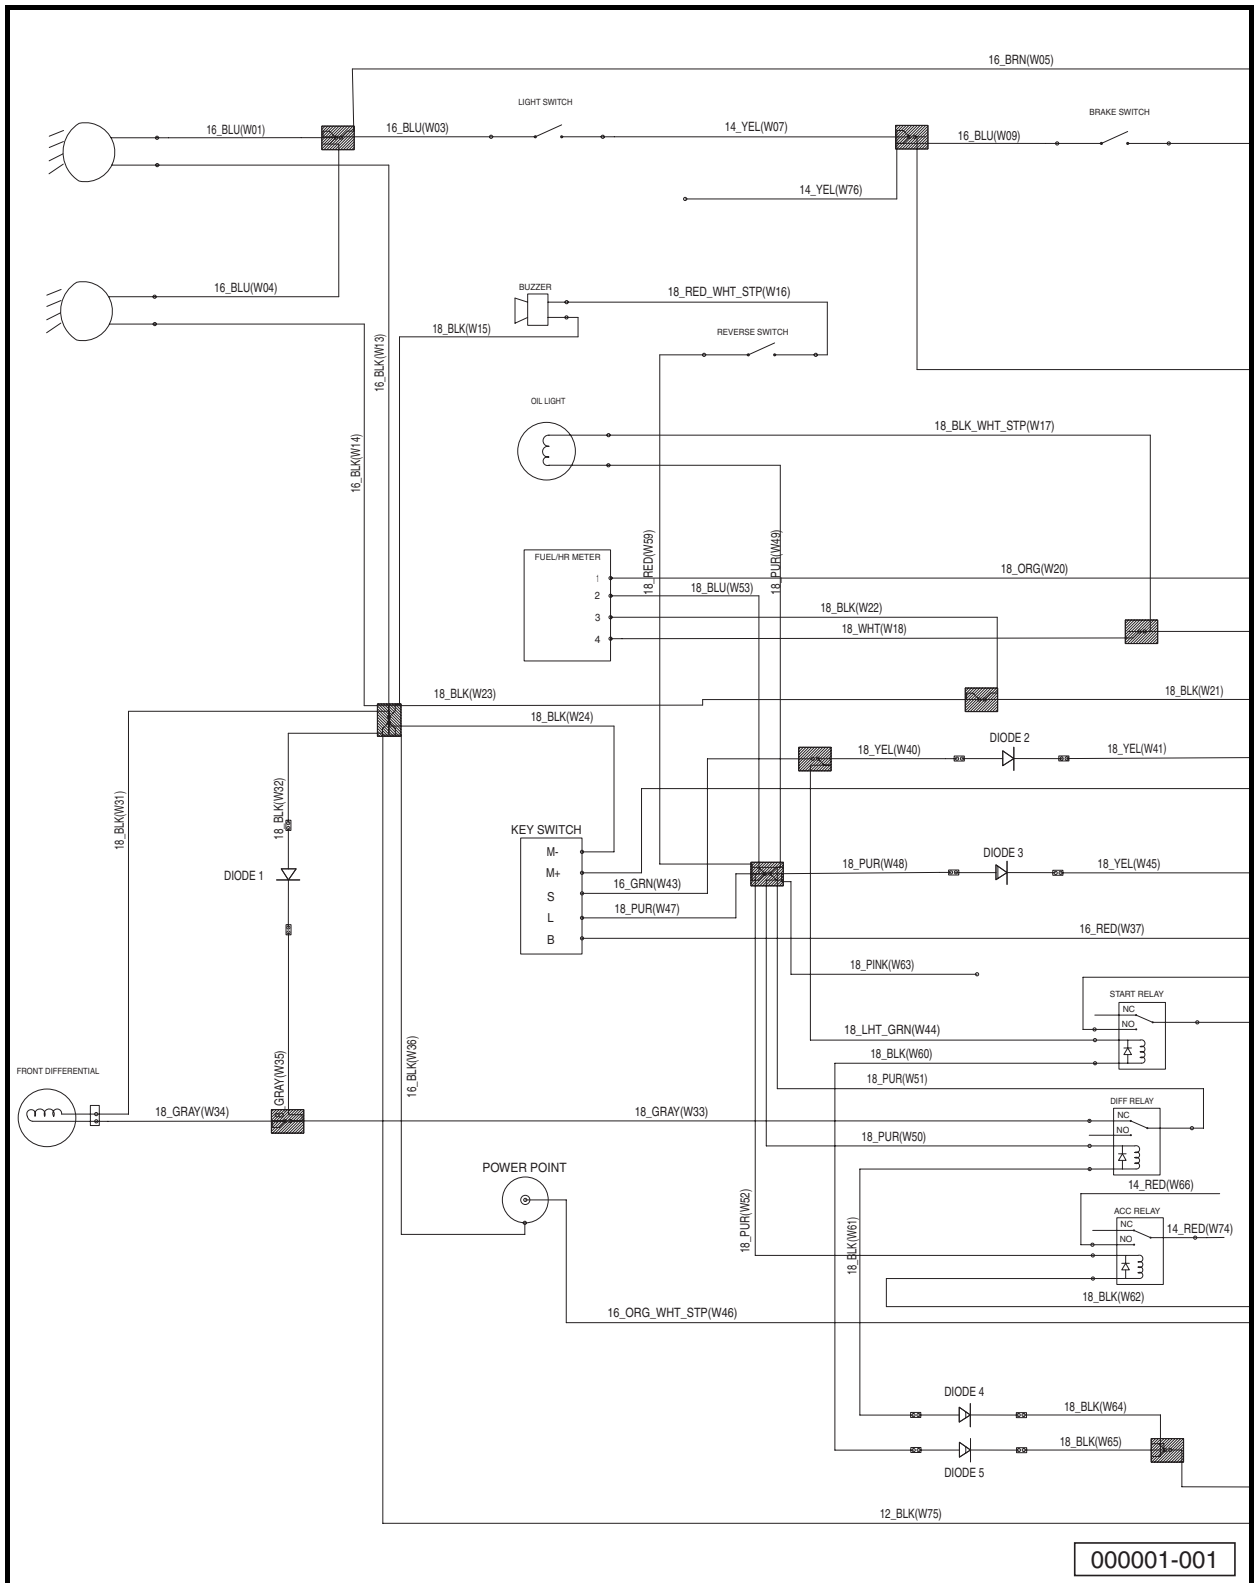 16_BRN(W05)
LIGHT SWITCH
BRAKE SWITCH
16_BLU(W01)
16_BLU(W03)
14_YEL(W07)
16_BLU(W09)
14_YEL(W76)
16_BLU(W04)
BUZZER
18_RED_WHT_STP(W16)
18_BLK(W15)
REVERSE SWITCH
16_BLK(W13)
OIL LIGHT
18_BLK_WHT_STP(W17)
16_BLK(W14)
18_RED(W59)
18_PUR(W49)
FUEL/HR METER
1
18_ORG(W20)
2
18_BLU(W53)
3
18_BLK(W22)
4
18_WHT(W18)
18_BLK(W23)
18_BLK(W21)
18_BLK(W24)
DIODE 2
18_YEL(W40)
18_YEL(W41)
18_BLK(W31)
18_BLK(W32)
KEY SWITCH
M-
M+
S
L
B
DIODE 1
16_GRN(W43)
18_PUR(W47)
DIODE 3
18_PUR(W48)
18_YEL(W45)
16_RED(W37)
18_PINK(W63)
START RELAY
NC
NO
18_LHT_GRN(W44)
18_BLK(W60)
18_PUR(W51)
16_BLK(W36)
GRAY(W35)
FRONT DIFFERENTIAL
18_GRAY(W34)
18_GRAY(W33)
DIFF RELAY
NC
NO
18_PUR(W50)
POWER POINT
14_RED(W66)
18_PUR(W52)
18_BLK(W61)
ACC RELAY
NC
NO
14_RED(W74)
18_BLK(W62)
16_ORG_WHT_STP(W46)
DIODE 4
18_BLK(W64)
18_BLK(W65)
DIODE 5
12_BLK(W75)
000001-001